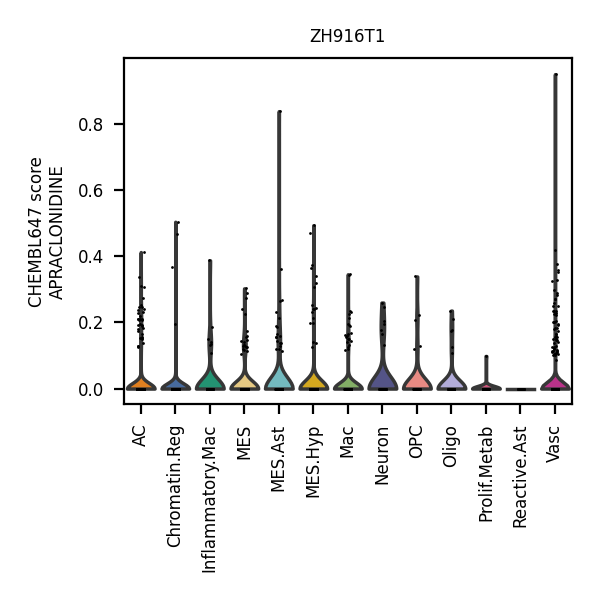 ZH916T1
CHEMBL647 score
APRACLONIDINE
0.8
0.6
0.4
0.2
0.0
AC
Chromatin.Reg
Inflammatory.Mac
MES
MES.Ast
MES.Hyp
Mac
Neuron
OPC
Oligo
Prolif.Metab
Reactive.Ast
Vasc